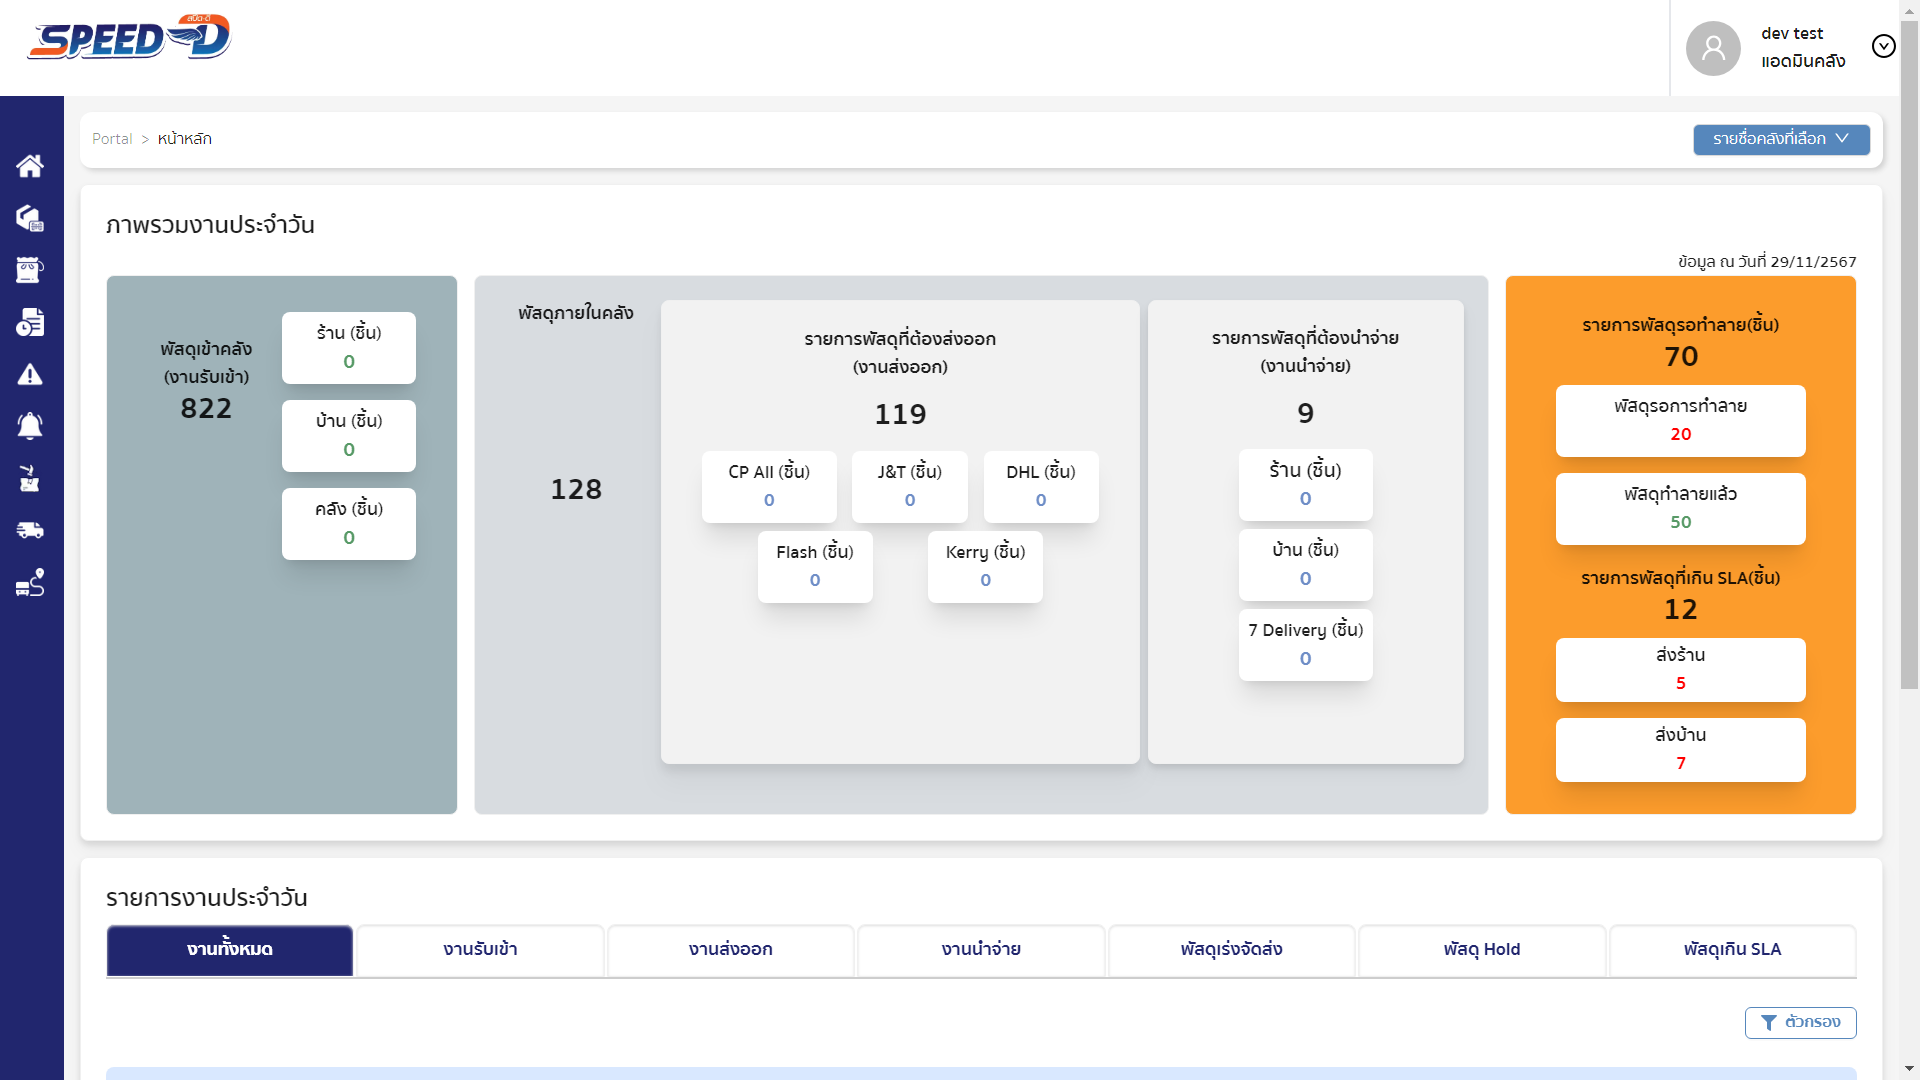 สปีด-ดี
SPEED-D
dev test
แอดมินคลัง
Portal > หน้าหลัก
รายชื่อคลังที่เลือก
ภาพรวมงานประจำวัน
ข้อมูล ณ วันที่ 29/11/2567
พัสดุเข้าคลัง
(งานรับเข้า)
822
ร้าน (ชิ้น)
0
บ้าน (ชิ้น)
0
คลัง (ชิ้น)
0
พัสดุภายในคลัง
128
รายการพัสดุที่ต้องส่งออก
(งานส่งออก)
119
CP All (ชิ้น)
0
J&T (ชิ้น)
0
DHL (ชิ้น)
0
Flash (ชิ้น)
0
Kerry (ชิ้น)
0
รายการพัสดุที่ต้องนำจ่าย
(งานนำจ่าย)
9
ร้าน (ชิ้น)
0
บ้าน (ชิ้น)
0
7 Delivery (ชิ้น)
0
รายการพัสดุรอทำลาย(ชิ้น)
70
พัสดุรอการทำลาย
20
พัสดุทำลายแล้ว
50
รายการพัสดุที่เกิน SLA(ชิ้น)
12
ส่งร้าน
5
ส่งบ้าน
7
รายการงานประจำวัน
งานทั้งหมด
งานรับเข้า
งานส่งออก
งานนำจ่าย
พัสดุเร่งจัดส่ง
พัสดุ Hold
พัสดุเกิน SLA
ตัวกรอง